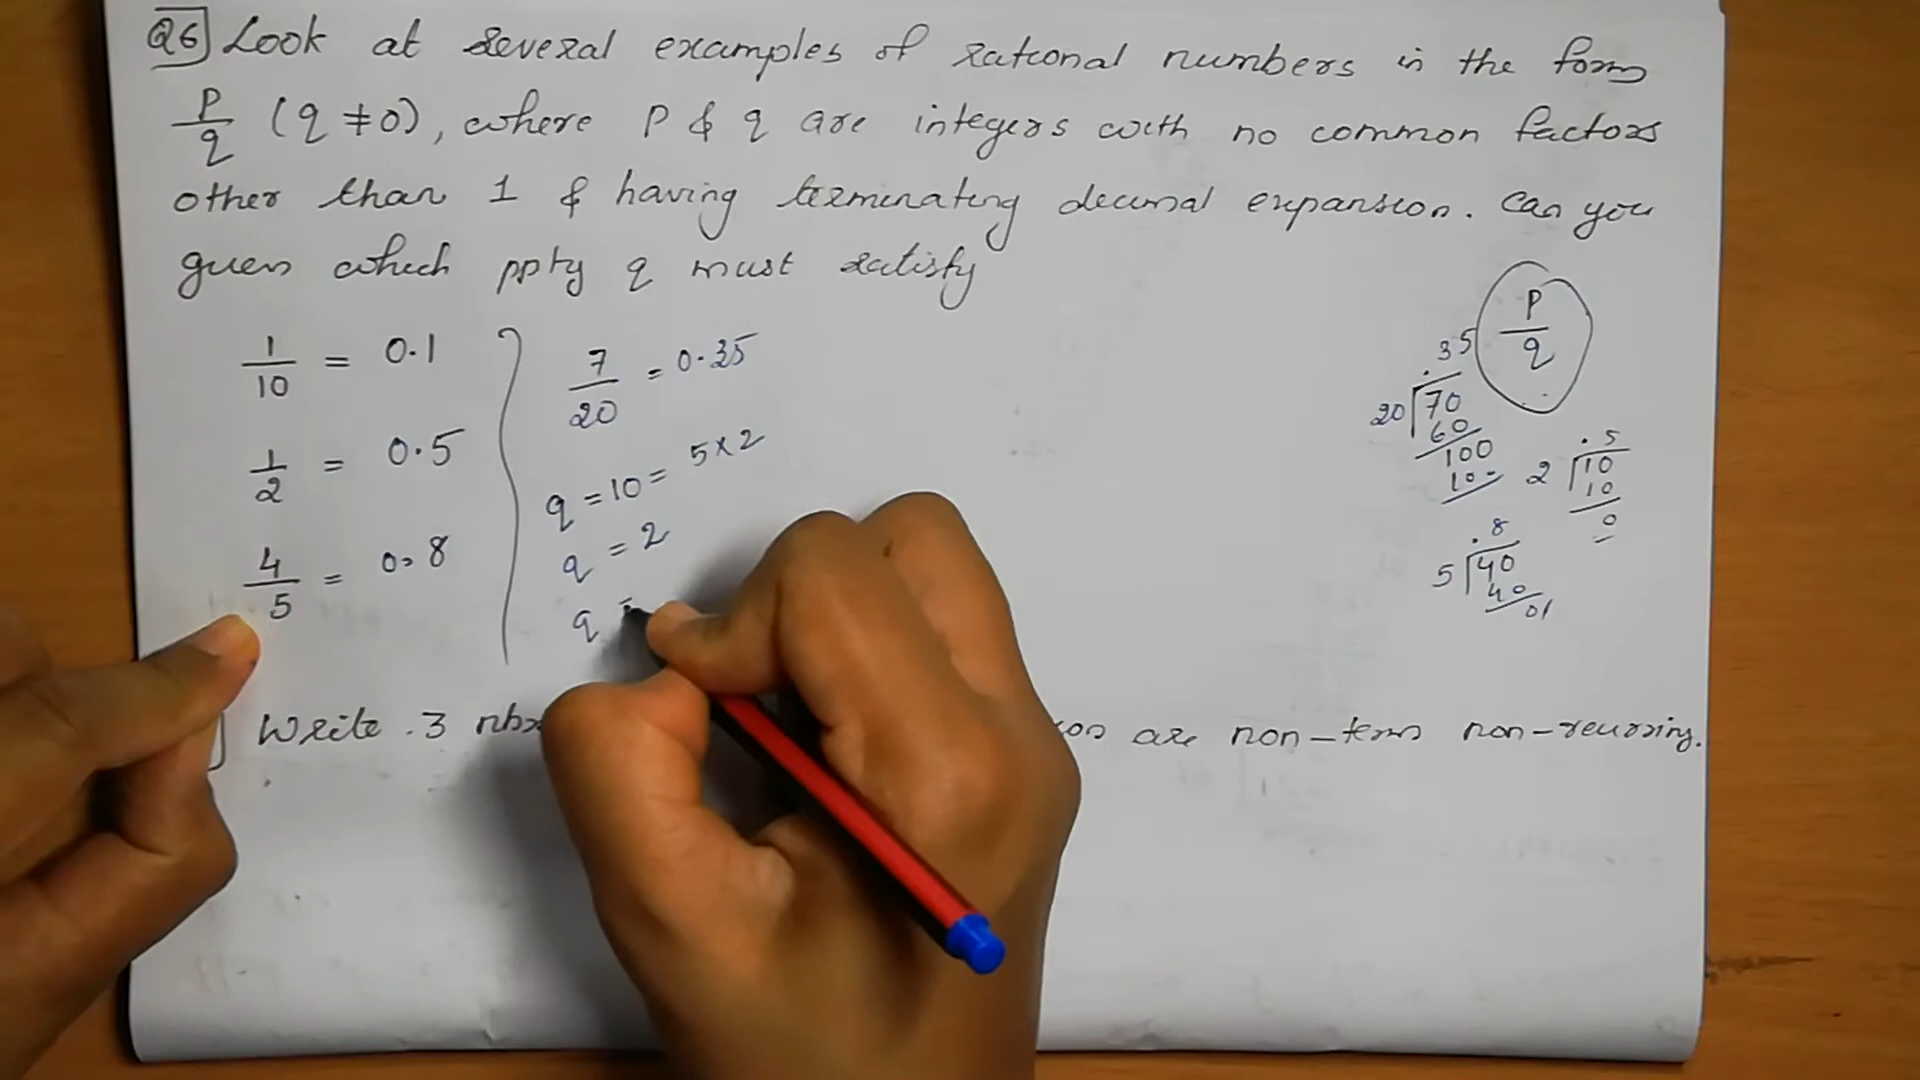 Q6 Look at several examples of rational numbers in the form
p/q (q ≠ 0), where p & q are integers with no common factors
other than 1 & having terminating decimal expansion. Can you
guess which ppty q must satisfy
1/10 = 0.1
1/2 = 0.5
4/5 = 0.8
7/20 = 0.35
q = 10 = 5×2
q = 2
q =
p/q
.35
20 70
60
100
100
.5
2 10
10
0
.8
5 40
40
0
Write 3 nbrs are non-term non-recurring.